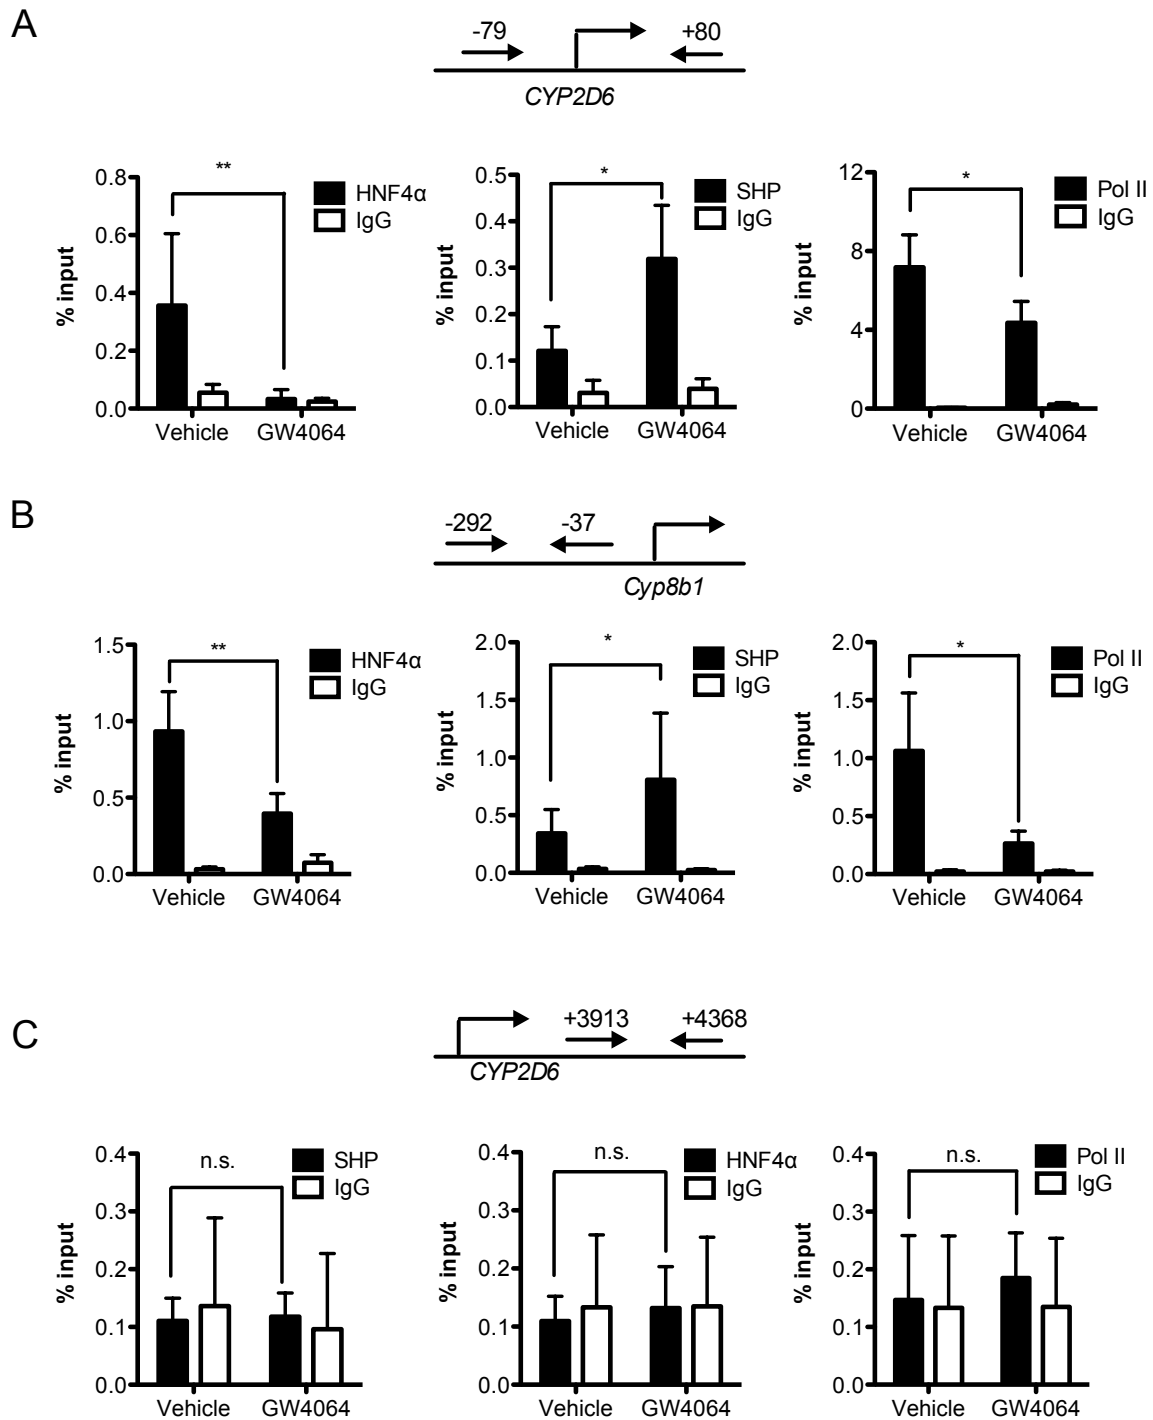 A
-79
+80
CYP2D6
0.8
0.6
0.4
0.2
0.0
% input
**
HNF4α
IgG
Vehicle
GW4064
0.5
0.4
0.3
0.2
0.1
0.0
% input
*
SHP
IgG
Vehicle
GW4064
12
8
4
0
% input
*
Pol II
IgG
Vehicle
GW4064
B
-292
-37
Cyp8b1
1.5
1.0
0.5
0.0
% input
**
HNF4α
IgG
Vehicle
GW4064
2.0
1.5
1.0
0.5
0.0
% input
*
SHP
IgG
Vehicle
GW4064
2.0
1.5
1.0
0.5
0.0
% input
*
Pol II
IgG
Vehicle
GW4064
C
+3913
+4368
CYP2D6
0.4
0.3
0.2
0.1
0.0
% input
n.s.
SHP
IgG
Vehicle
GW4064
0.4
0.3
0.2
0.1
0.0
% input
n.s.
HNF4α
IgG
Vehicle
GW4064
0.4
0.3
0.2
0.1
0.0
% input
n.s.
Pol II
IgG
Vehicle
GW4064